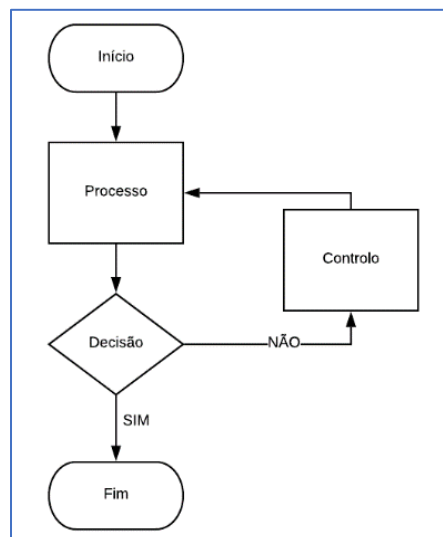 Início
Processo
Controlo
Decisão
NÃO
SIM
Fim